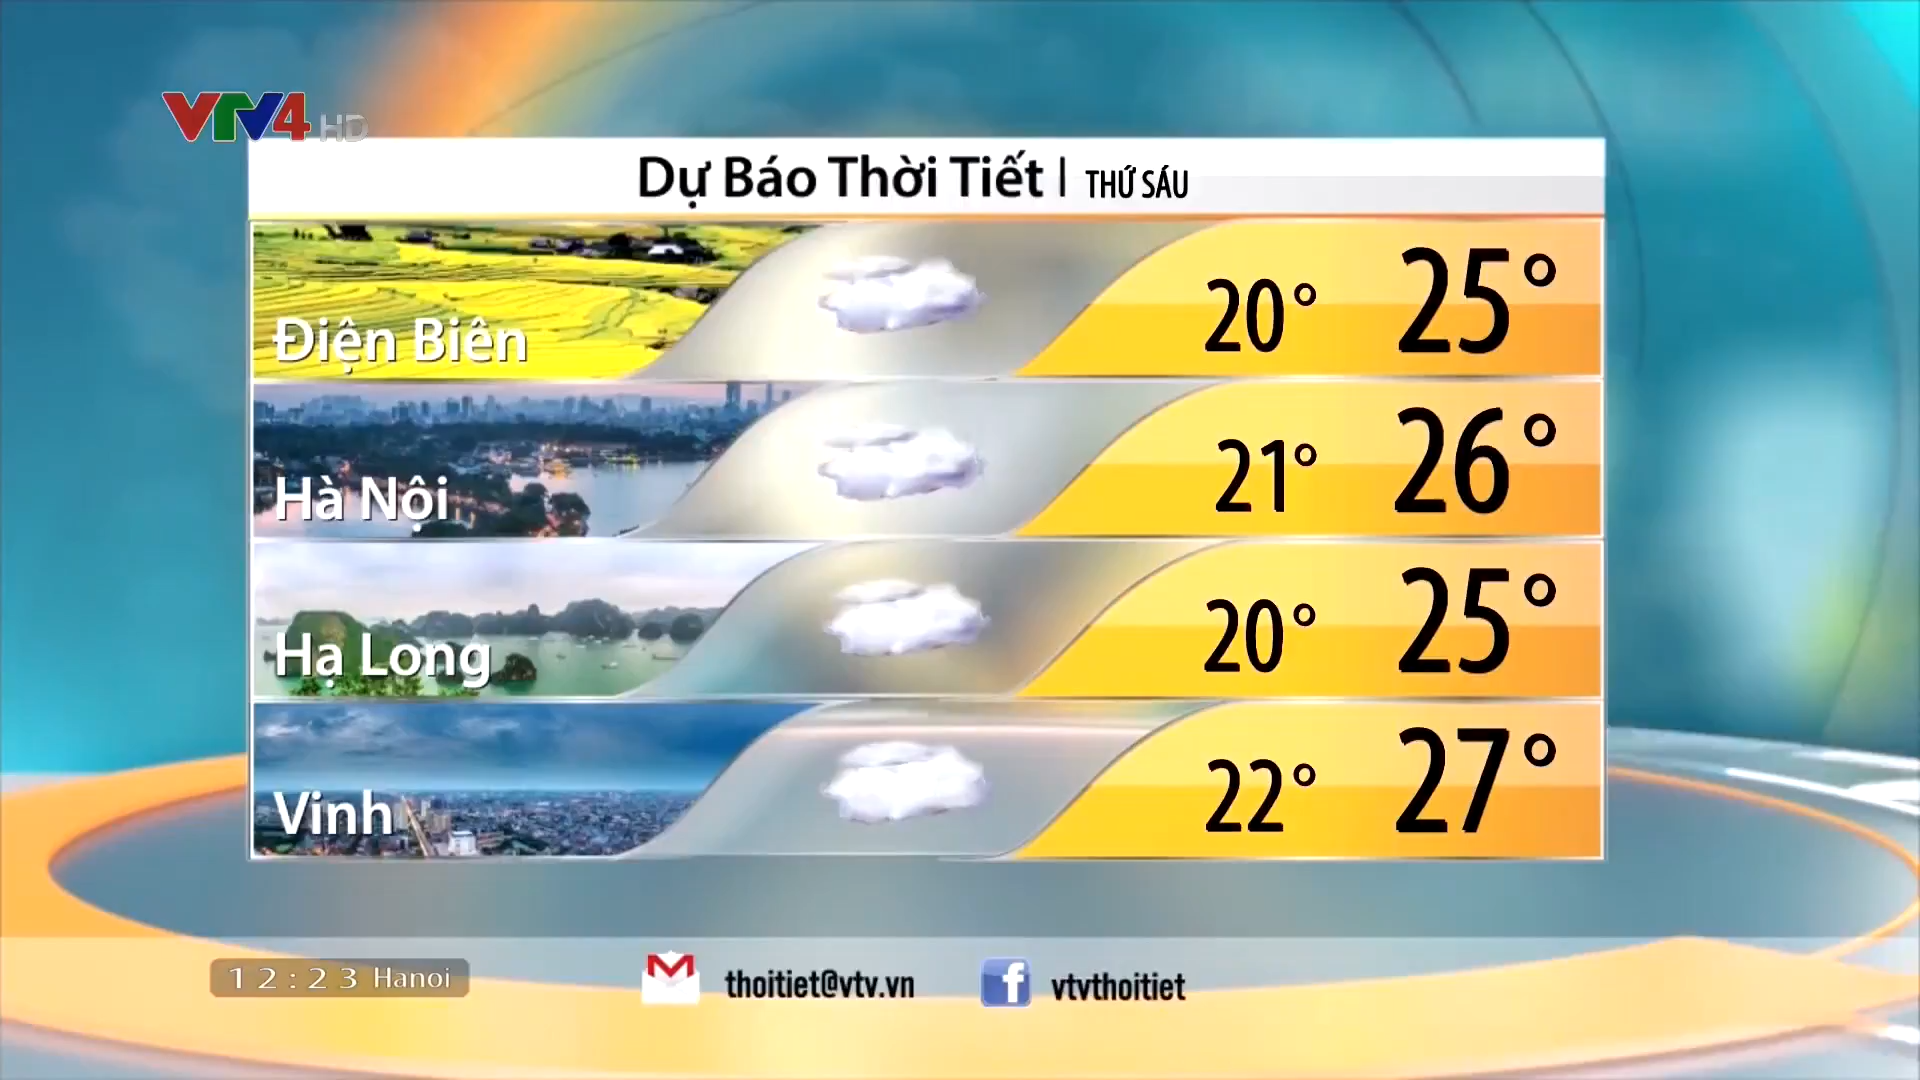 VTV4 HD
Dự Báo Thời Tiết | THỨ SÁU
Điện Biên 20° 25°
Hà Nội 21° 26°
Hạ Long 20° 25°
Vinh 22° 27°
12:23 Hanoi thoitiet@vtv.vn f vtvthoitiet